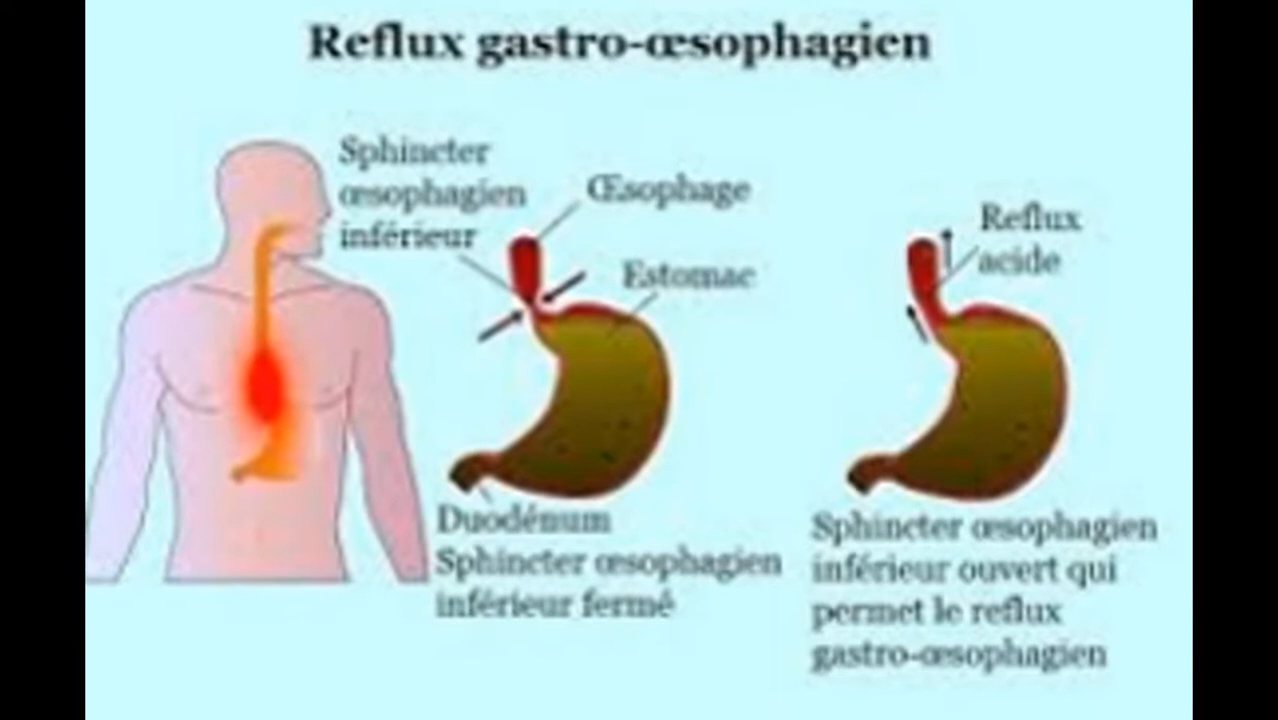 Reflux gastro-œsophagien
Sphincter
œsophagien
inférieur
Œsophage
Estomac
Duodénum
Sphincter œsophagien
inférieur fermé
Reflux
acide
Sphincter œsophagien
inférieur ouvert qui
permet le reflux
gastro-œsophagien